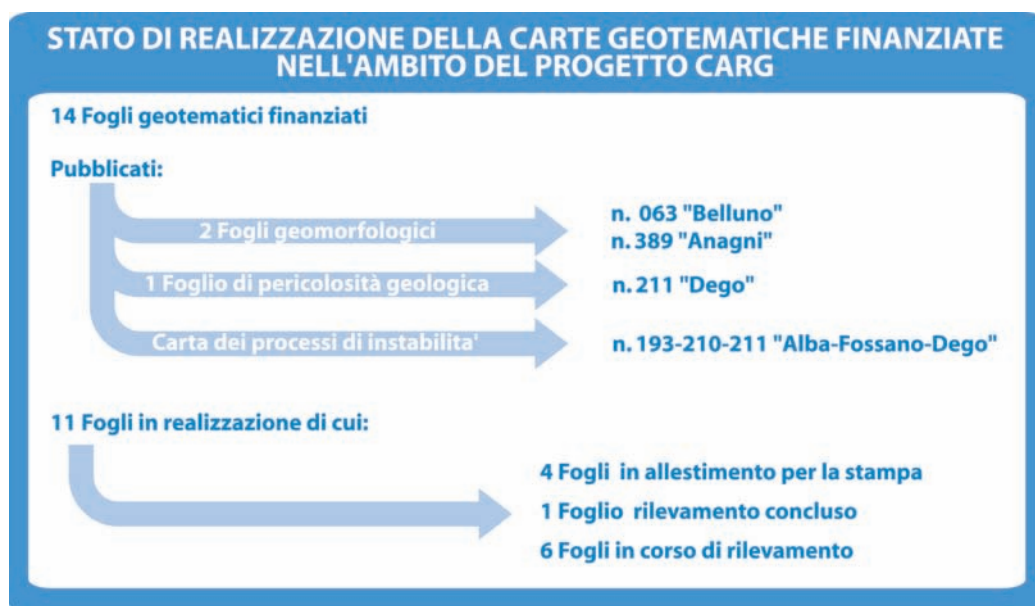 STATO DI REALIZZAZIONE DELLA CARTE GEOTEMATICHE FINANZIATE
NELL'AMBITO DEL PROGETTO CARG
14 Fogli geotematici finanziati
Pubblicati:
2 Fogli geomorfologici
n. 063 "Belluno"
n. 389 "Anagni"
1 Foglio di pericolosità geologica
n. 211 "Dego"
Carta dei processi di instabilita'
n. 193-210-211 "Alba-Fossano-Dego"
11 Fogli in realizzazione di cui:
4 Fogli in allestimento per la stampa
1 Foglio rilevamento concluso
6 Fogli in corso di rilevamento